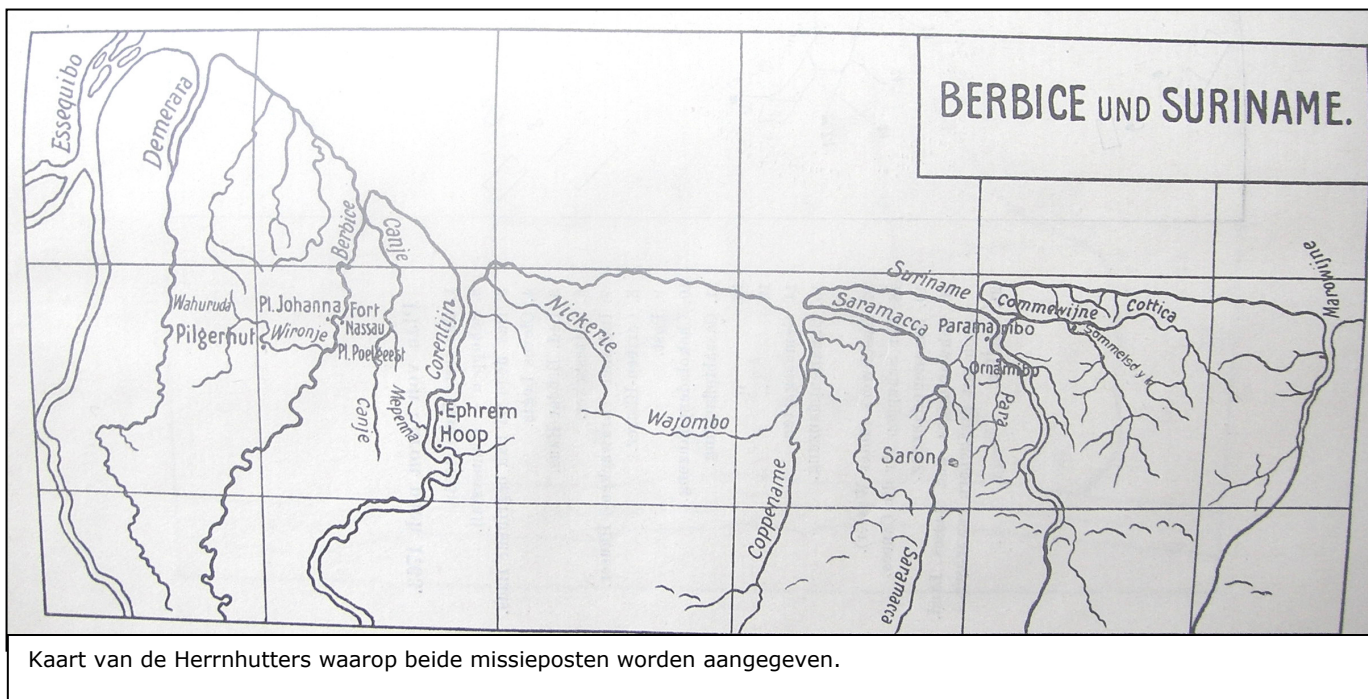 BERBICE UND SURINAME.
Essequibo
Demerara
Berbice
Canje
Wahuruda
Pilgerhut
Pl. Johanna
Wironje
Fort
Nassau
Pl. Poelgeest
Canje
Mepenna
Corentijn
Ephrem
Hoop
Nickerie
Wajombo
Coppename
Suriname
Saramacca
Paramaribo
Ornamibo
Para
Saron
Saramacca
Commewijne
Cottica
Sommelsdyk
Marowijne
Kaart van de Herrnhutters waarop beide missieposten worden aangegeven.